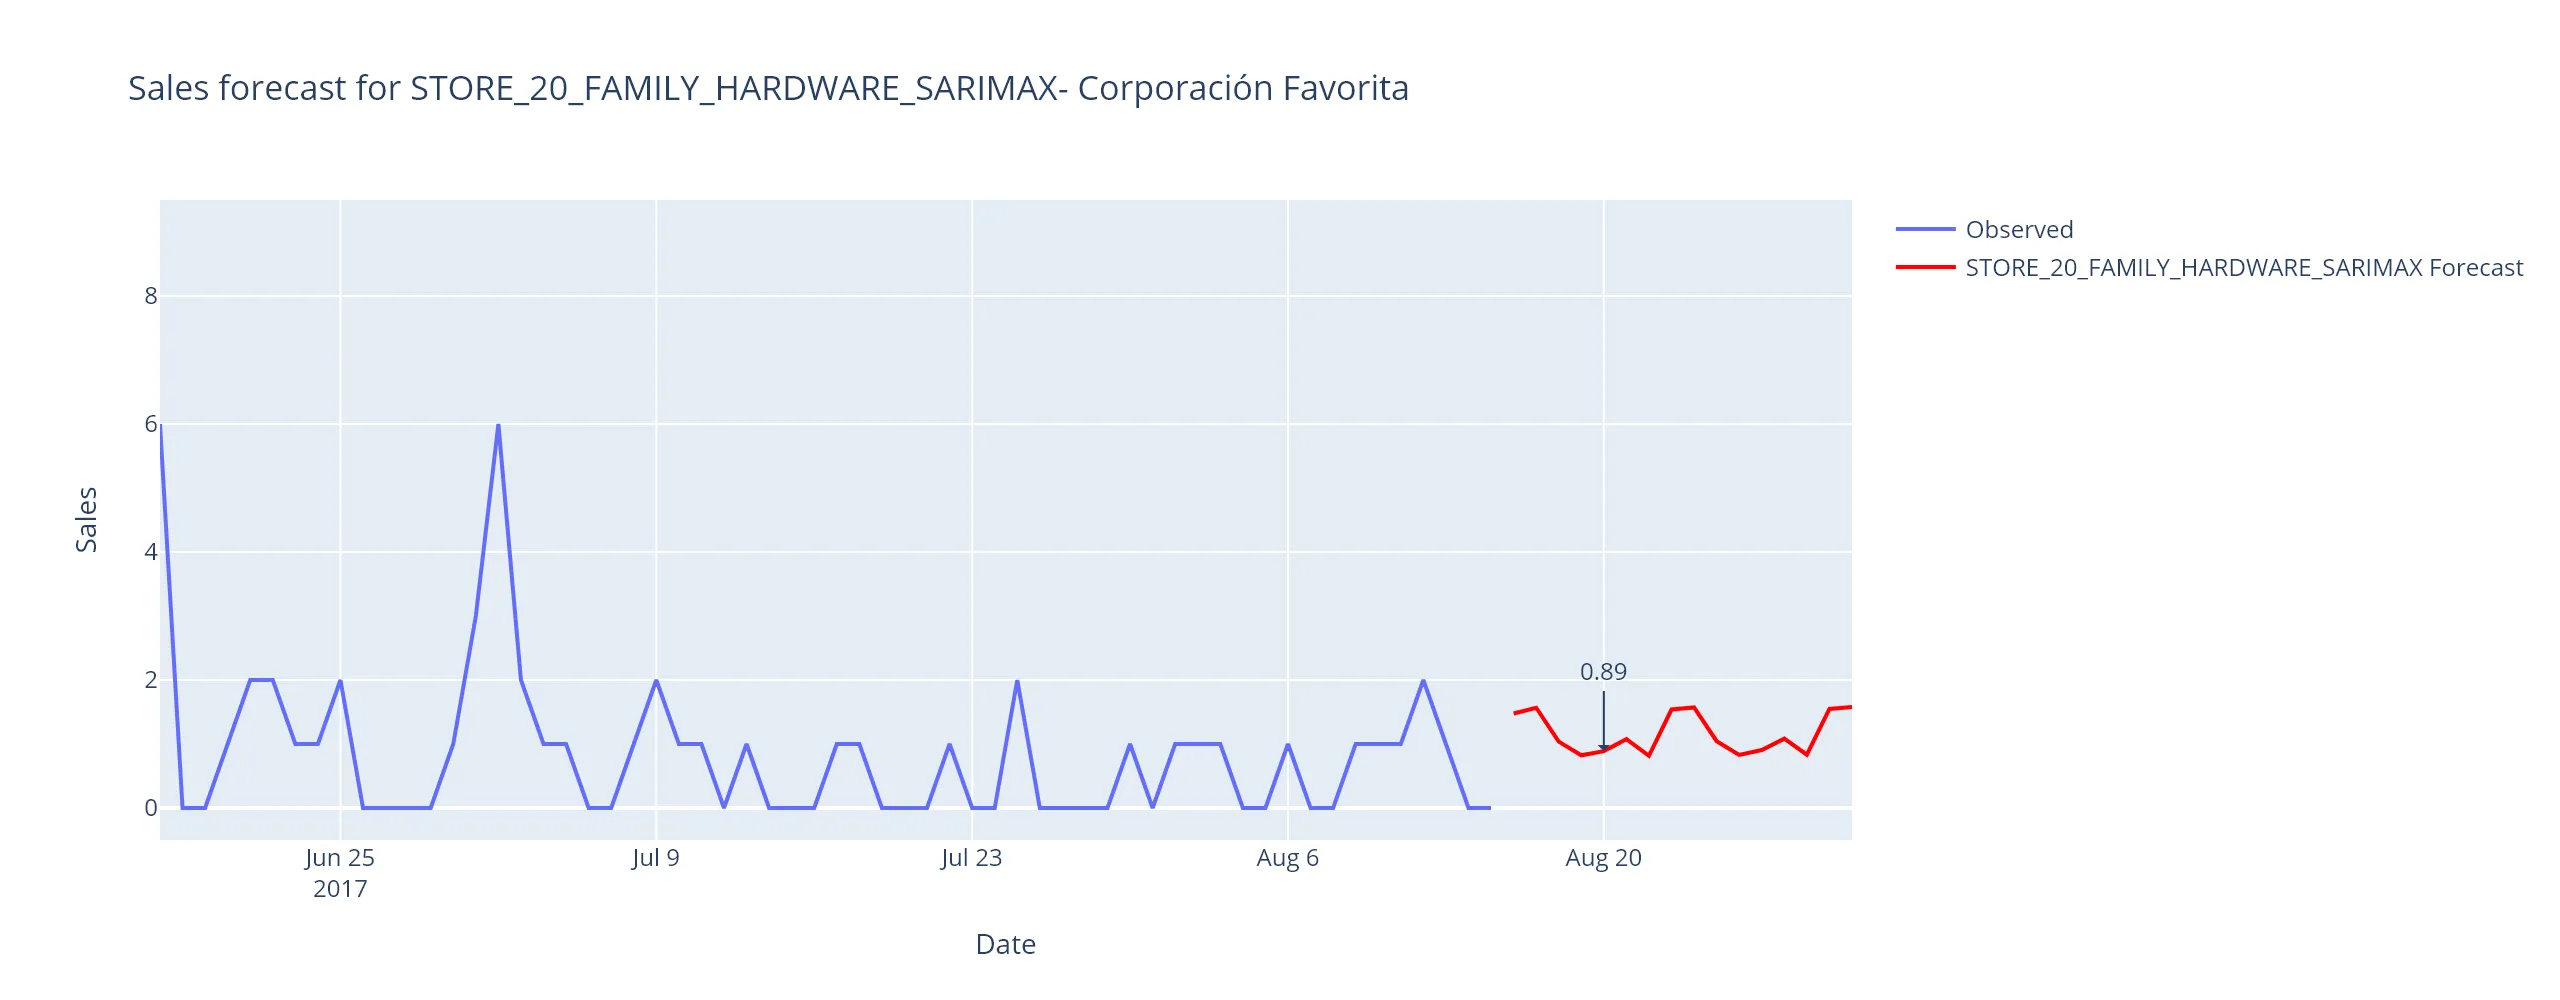 Sales forecast for STORE_20_FAMILY_HARDWARE_SARIMAX- Corporación Favorita
Observed
STORE_20_FAMILY_HARDWARE_SARIMAX Forecast
8
6
4
2
0
Sales
0.89
Jun 25
2017
Jul 9
Jul 23
Aug 6
Aug 20
Date